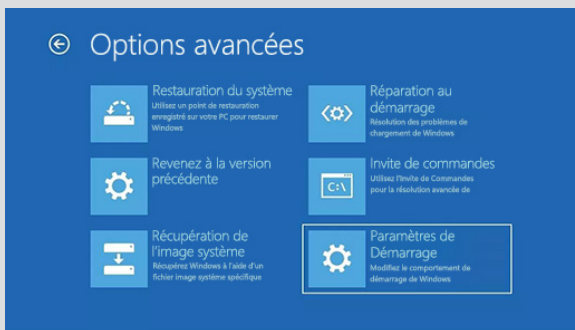 Options avancées
Restauration du système
Utilisez un point de restauration
enregistré sur votre PC pour restaurer
Windows
Réparation au
démarrage
Résolution des problèmes de
chargement de Windows
Revenez à la version
précédente
Invite de commandes
Utilisez l'Invite de Commandes
pour la résolution avancée de
C:\
Récupération de
l'image système
Récupérez Windows à l'aide d'un
fichier image système spécifique
Paramètres de
Démarrage
Modifiez le comportement de
démarrage de Windows